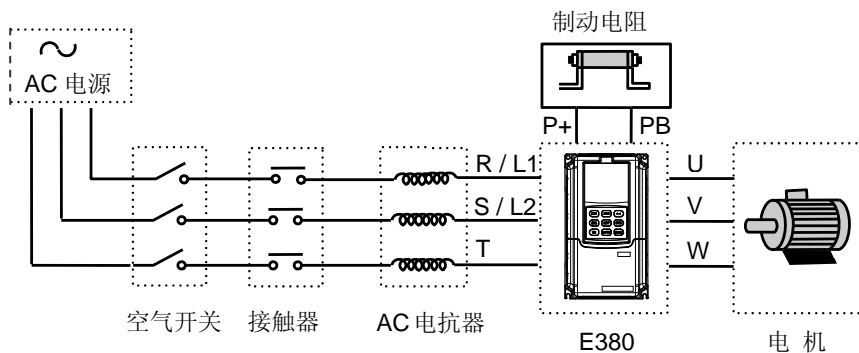 制动电阻
AC 电源
P+ PB
R / L1
U
S / L2
V
T
W
空气开关
接触器
AC 电抗器
E380
电 机